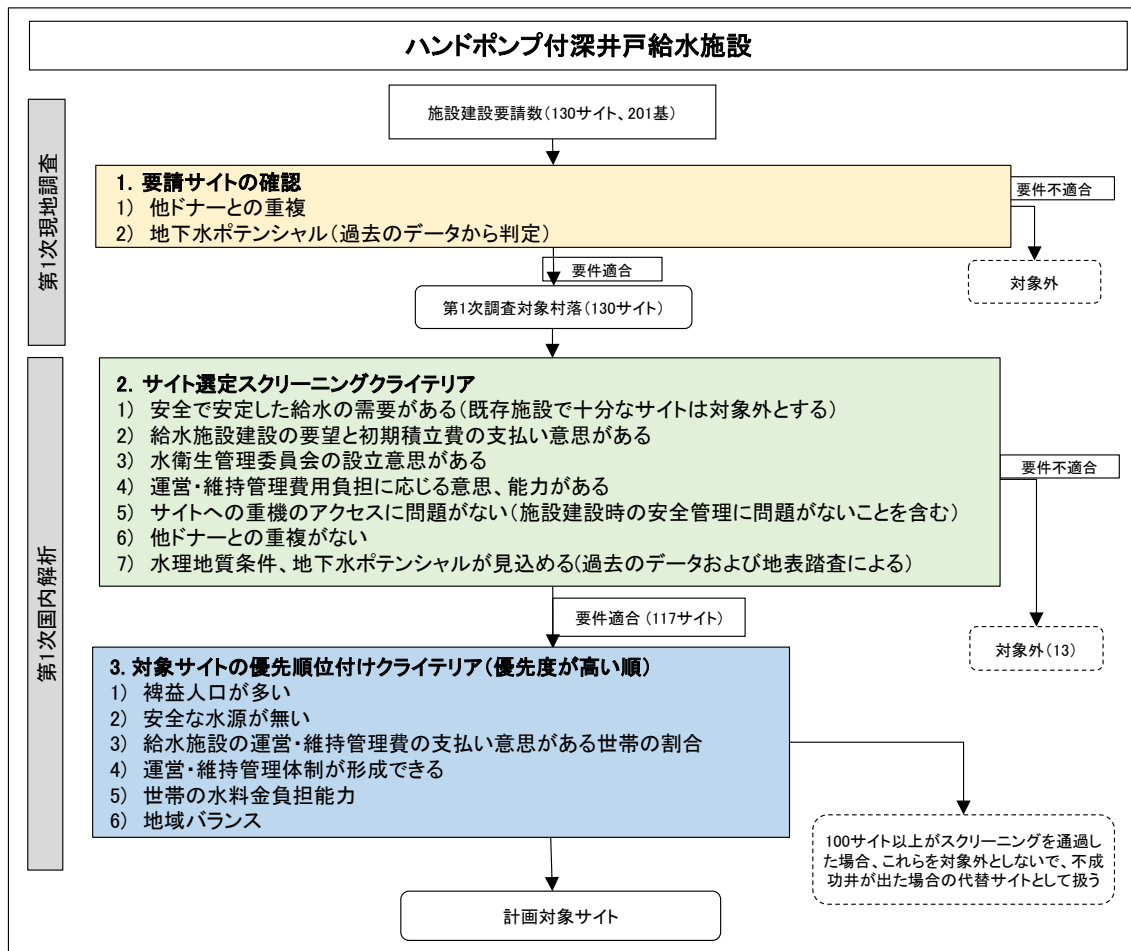 ハンドポンプ付深井戸給水施設
施設建設要請数(130サイト、201基)
第1次現地調査
1. 要請サイトの確認
1) 他ドナーとの重複
2) 地下水ポテンシャル(過去のデータから判定)
要件不適合
対象外
要件適合
第1次調査対象村落(130サイト)
第1次国内解析
2. サイト選定スクリーニングクライテリア
1) 安全で安定した給水の需要がある(既存施設で十分なサイトは対象外とする)
2) 給水施設建設の要望と初期積立費の支払い意思がある
3) 水衛生管理委員会の設立意思がある
4) 運営・維持管理費用負担に応じる意思、能力がある
5) サイトへの重機のアクセスに問題がない(施設建設時の安全管理に問題がないことを含む)
6) 他ドナーとの重複がない
7) 水理地質条件、地下水ポテンシャルが見込める(過去のデータおよび地表踏査による)
要件不適合
対象外(13)
要件適合 (117サイト)
3. 対象サイトの優先順位付けクライテリア(優先度が高い順)
1) 裨益人口が多い
2) 安全な水源が無い
3) 給水施設の運営・維持管理費の支払い意思がある世帯の割合
4) 運営・維持管理体制が形成できる
5) 世帯の水料金負担能力
6) 地域バランス
100サイト以上がスクリーニングを通過
した場合、これらを対象外としないで、不成
功井が出た場合の代替サイトとして扱う
計画対象サイト